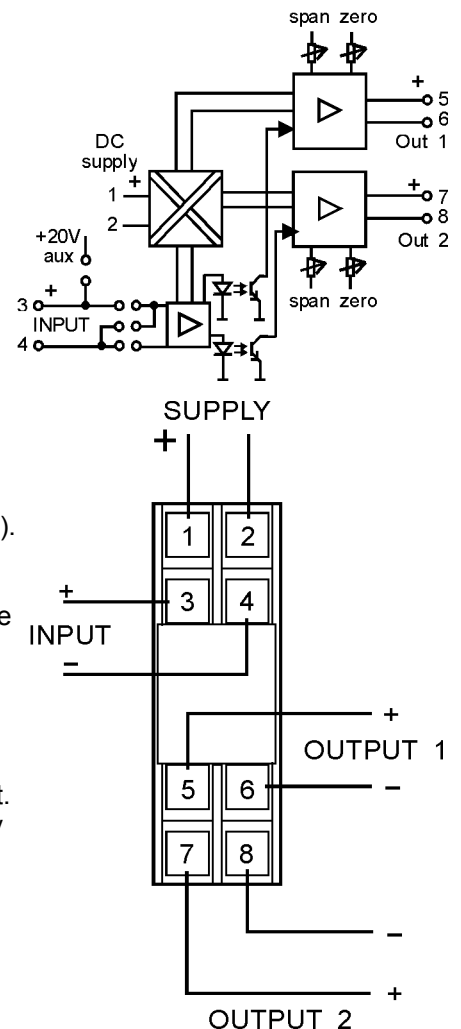 span zero
+ 5
6
Out 1
DC
supply
+
1
2
+ 7
8
Out 2
+20V
aux
span zero
+
3
INPUT
4
SUPPLY
+
1 2
).
+
3 4
e
INPUT
–
+
OUTPUT 1
5 6
–
t.
y
7 8
–
+
OUTPUT 2